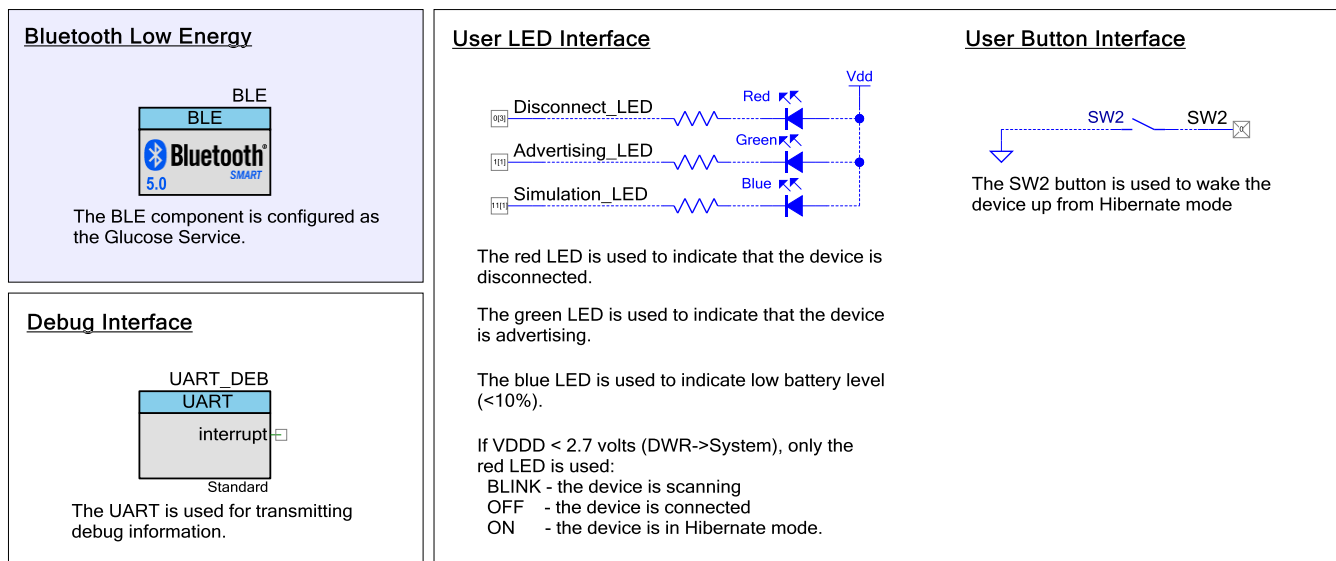 Bluetooth Low Energy
BLE
BLE
Bluetooth®
SMART
5.0
The BLE component is configured as
the Glucose Service.
Debug Interface
UART_DEB
UART
interrupt
Standard
The UART is used for transmitting
debug information.
User LED Interface
Vdd
0[3]
Disconnect_LED
Red
1[1]
Advertising_LED
Green
11[1]
Simulation_LED
Blue
The red LED is used to indicate that the device is
disconnected.
The green LED is used to indicate that the device
is advertising.
The blue LED is used to indicate low battery level
(<10%).
If VDDD < 2.7 volts (DWR->System), only the
red LED is used:
BLINK - the device is scanning
OFF - the device is connected
ON - the device is in Hibernate mode.
User Button Interface
SW2 SW2
The SW2 button is used to wake the
device up from Hibernate mode